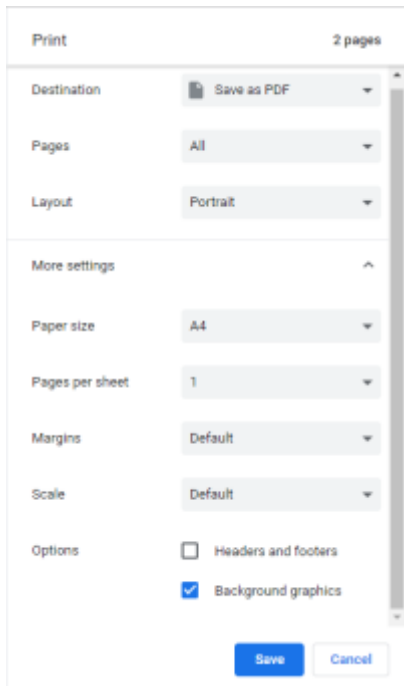 Print 2 pages
Destination Save as PDF
Pages All
Layout Portrait
More settings
Paper size A4
Pages per sheet 1
Margins Default
Scale Default
Options Headers and footers
Background graphics
Save Cancel